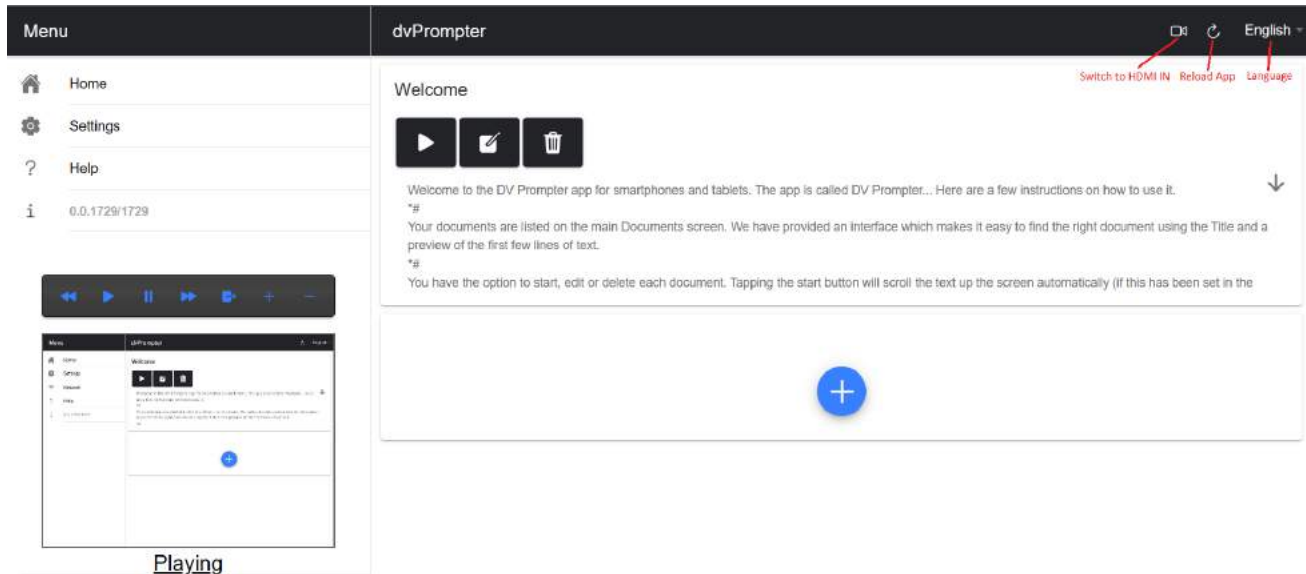 Menu
dvPrompter
English
Switch to HDMI IN
Reload App
Language
Home
Settings
? Help
i 0.0.1729/1729
Welcome
Welcome to the DV Prompter app for smartphones and tablets. The app is called DV Prompter... Here are a few instructions on how to use it.
*#
Your documents are listed on the main Documents screen. We have provided an interface which makes it easy to find the right document using the Title and a
preview of the first few lines of text.
*#
You have the option to start, edit or delete each document. Tapping the start button will scroll the text up the screen automatically (if this has been set in the
Menu
dvPrompter
English
Home
Settings
Help
Welcome
Playing